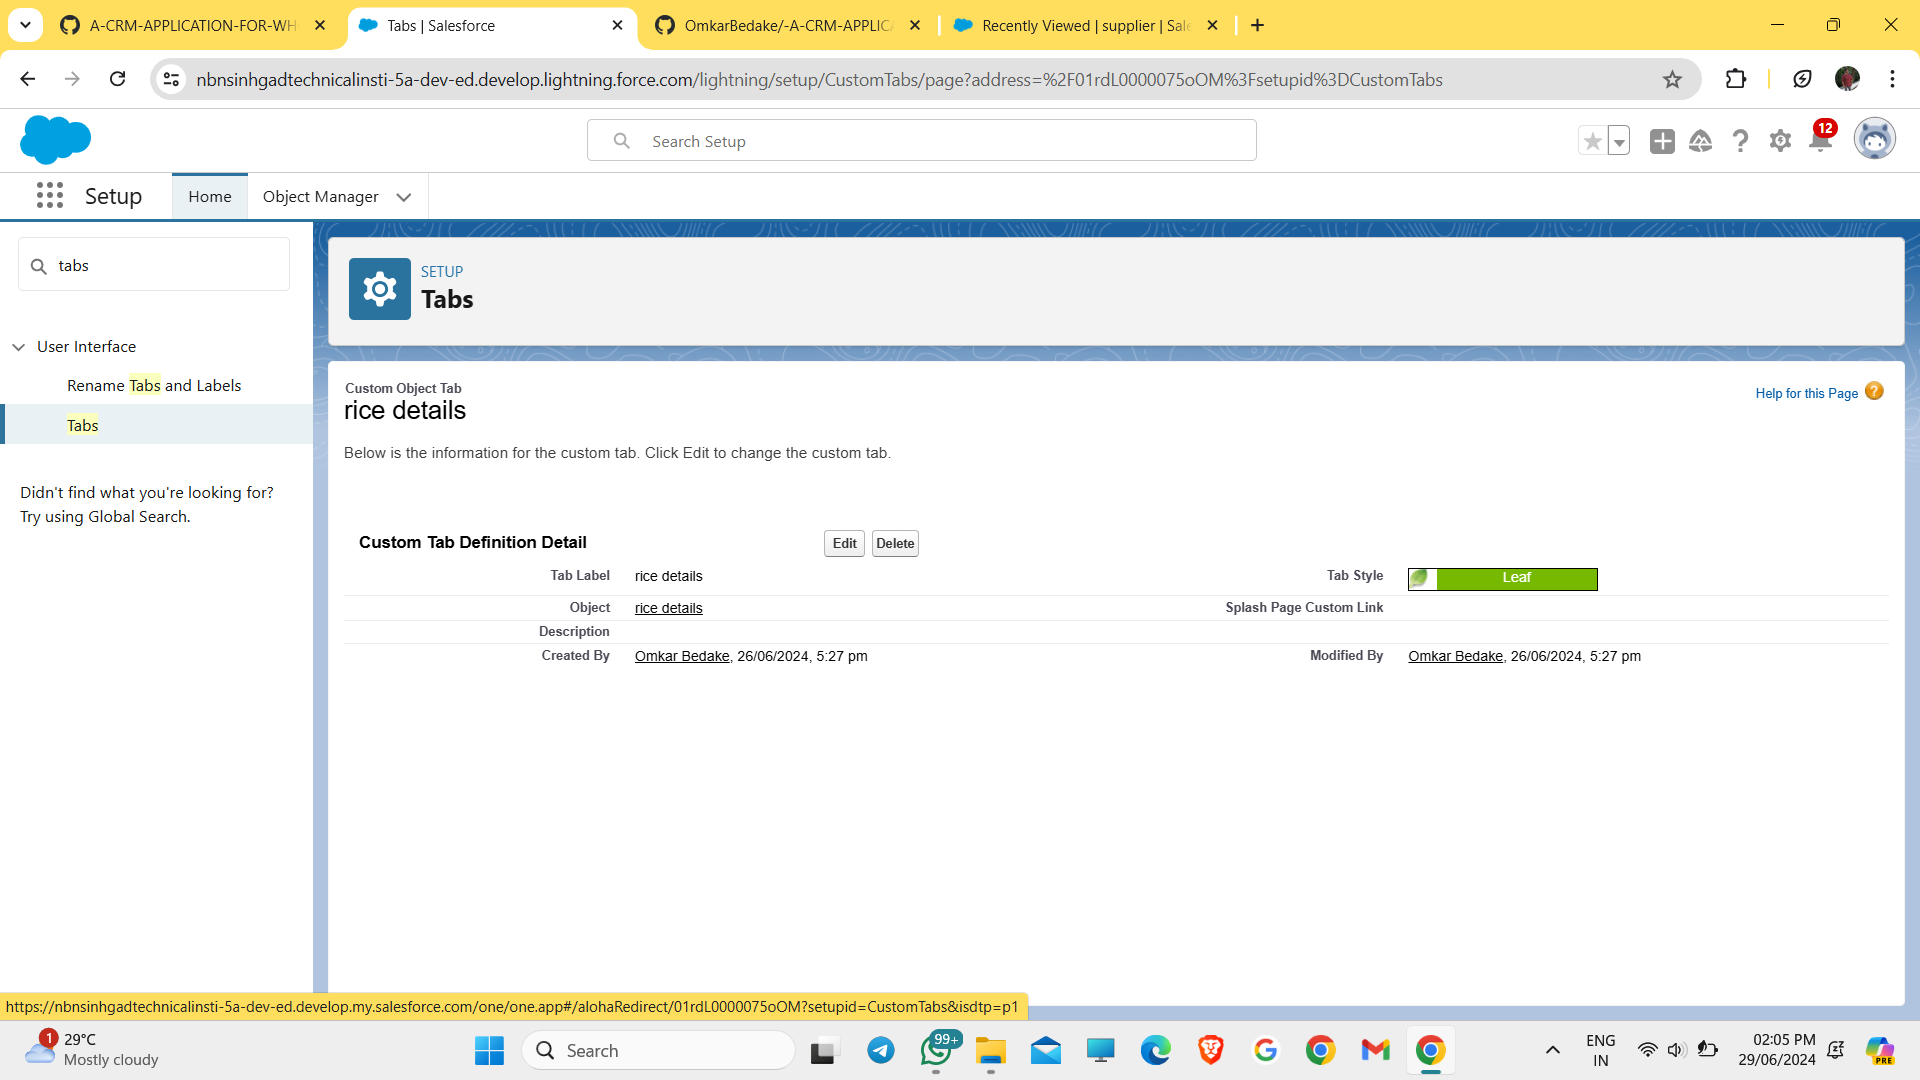 A-CRM-APPLICATION-FOR-WH
Tabs | Salesforce
OmkarBedake/-A-CRM-APPLICA
Recently Viewed | supplier | Sale
nbnsinhgadtechnicalinsti-5a-dev-ed.develop.lightning.force.com/lightning/setup/CustomTabs/page?address=%2F01rdL0000075oOM%3Fsetupid%3DCustomTabs
Search Setup
12
Setup
Home
Object Manager
tabs
SETUP
Tabs
User Interface
Rename Tabs and Labels
Tabs
Didn't find what you're looking for?
Try using Global Search.
Custom Object Tab
rice details
Help for this Page ?
Below is the information for the custom tab. Click Edit to change the custom tab.
Custom Tab Definition Detail
Edit
Delete
Tab Label
rice details
Tab Style
Leaf
Object
rice details
Splash Page Custom Link
Description
Created By
Omkar Bedake, 26/06/2024, 5:27 pm
Modified By
Omkar Bedake, 26/06/2024, 5:27 pm
https://nbnsinhgadtechnicalinsti-5a-dev-ed.develop.my.salesforce.com/one/one.app#/alohaRedirect/01rdL0000075oOM?setupid=CustomTabs&isdtp=p1
1
29°C
Mostly cloudy
Search
99+
ENG
IN
02:05 PM
29/06/2024
PRE